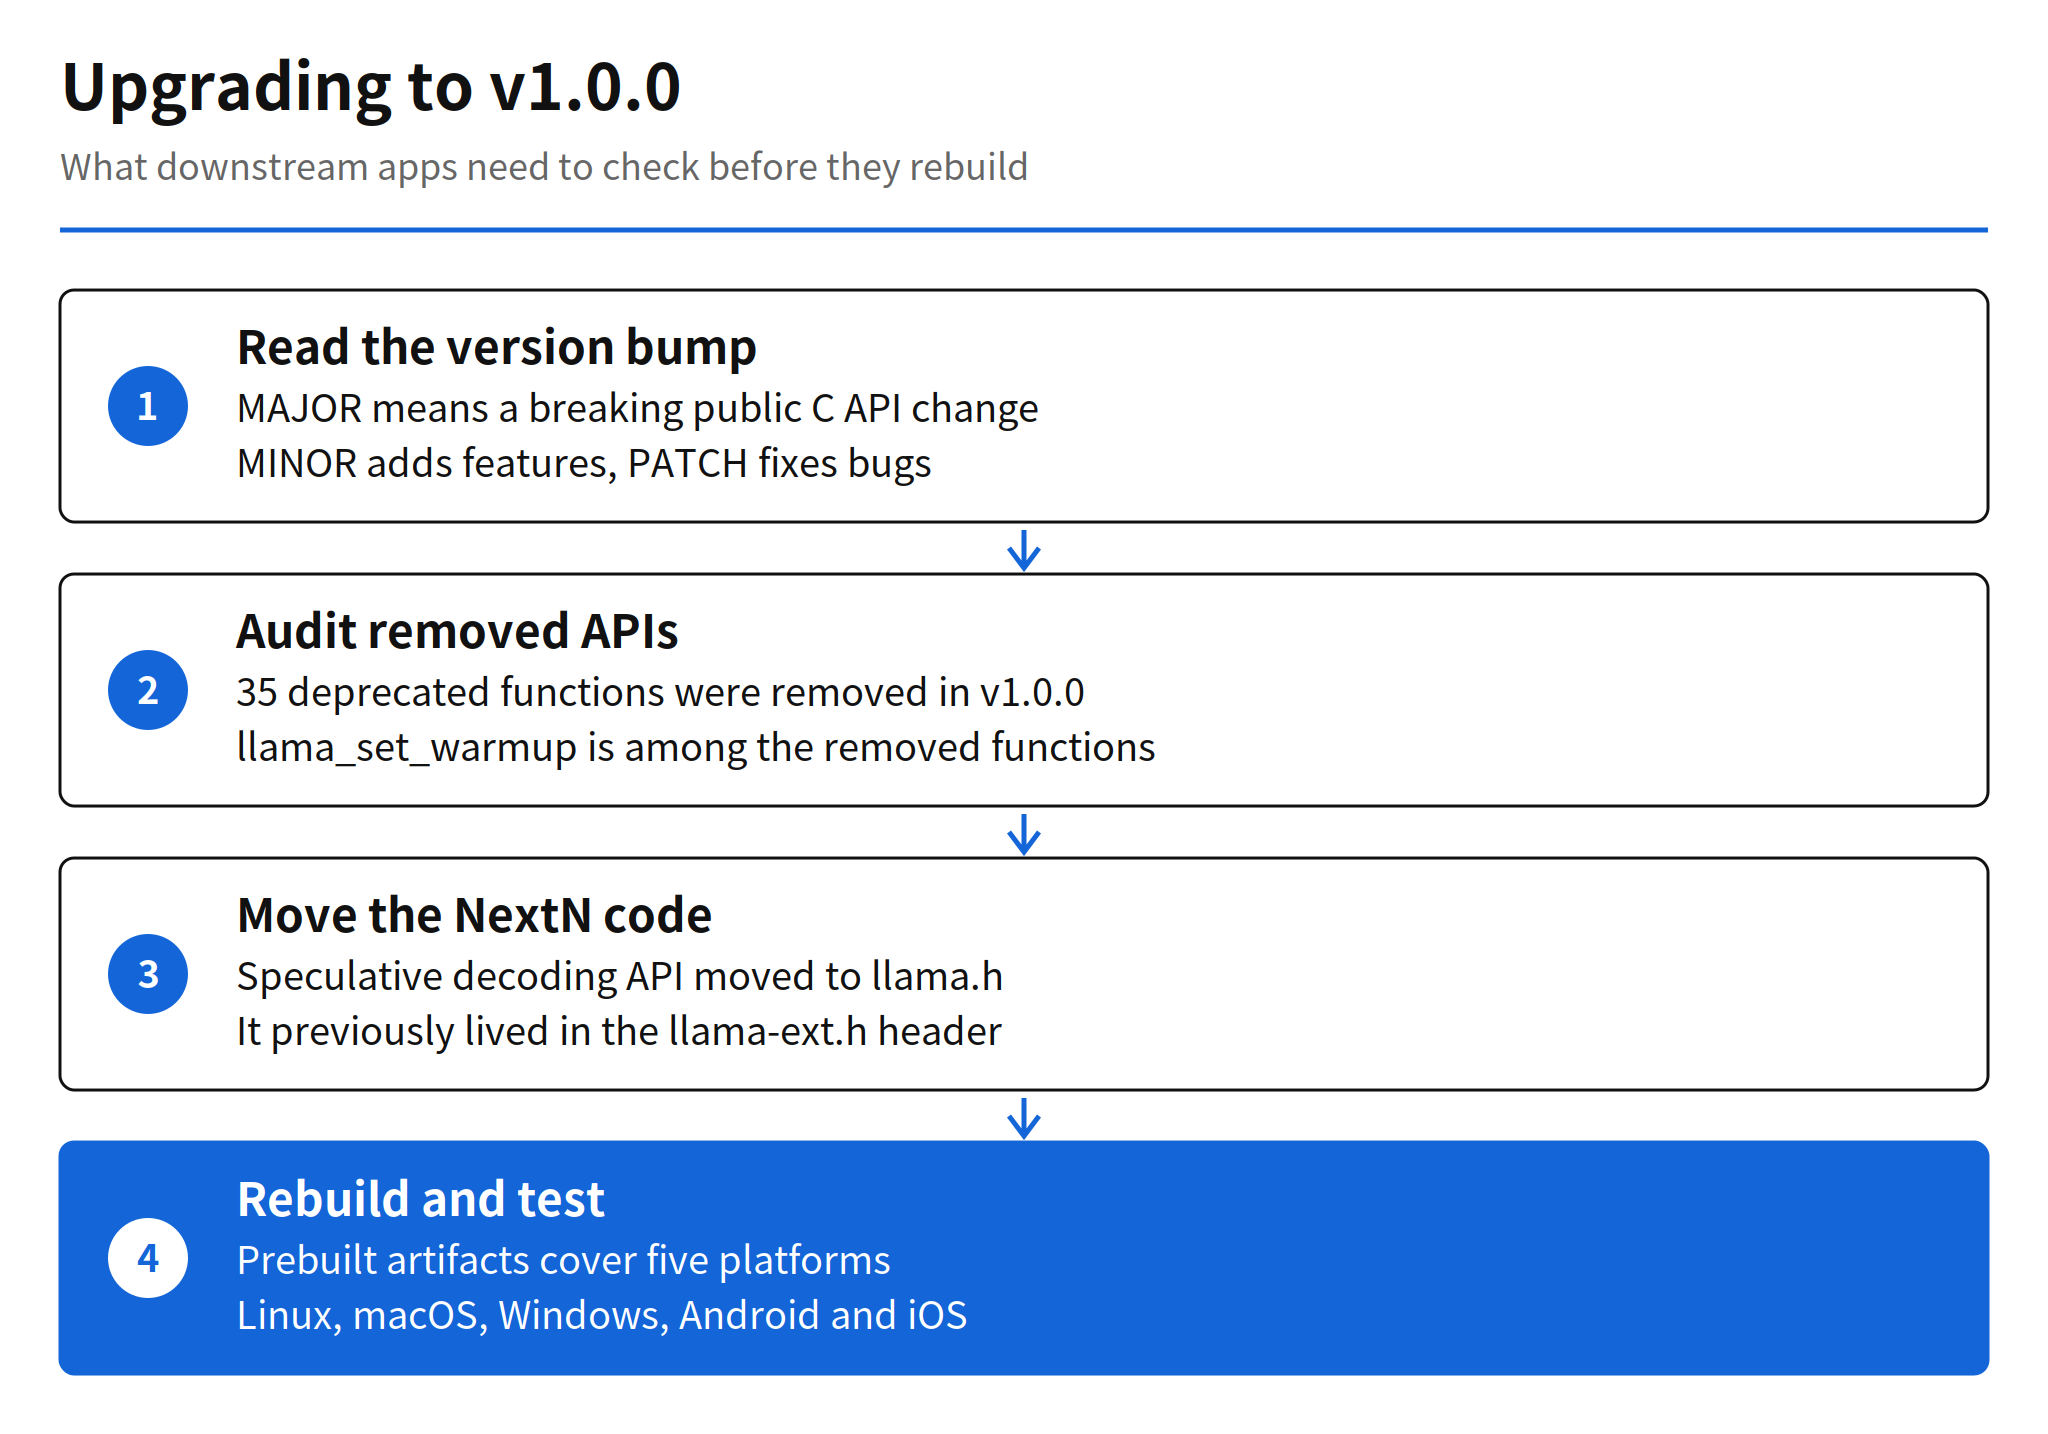 Upgrading to v1.0.0
What downstream apps need to check before they rebuild
1
Read the version bump
MAJOR means a breaking public C API change
MINOR adds features, PATCH fixes bugs
2
Audit removed APIs
35 deprecated functions were removed in v1.0.0
llama_set_warmup is among the removed functions
3
Move the NextN code
Speculative decoding API moved to llama.h
It previously lived in the llama-ext.h header
4
Rebuild and test
Prebuilt artifacts cover five platforms
Linux, macOS, Windows, Android and iOS